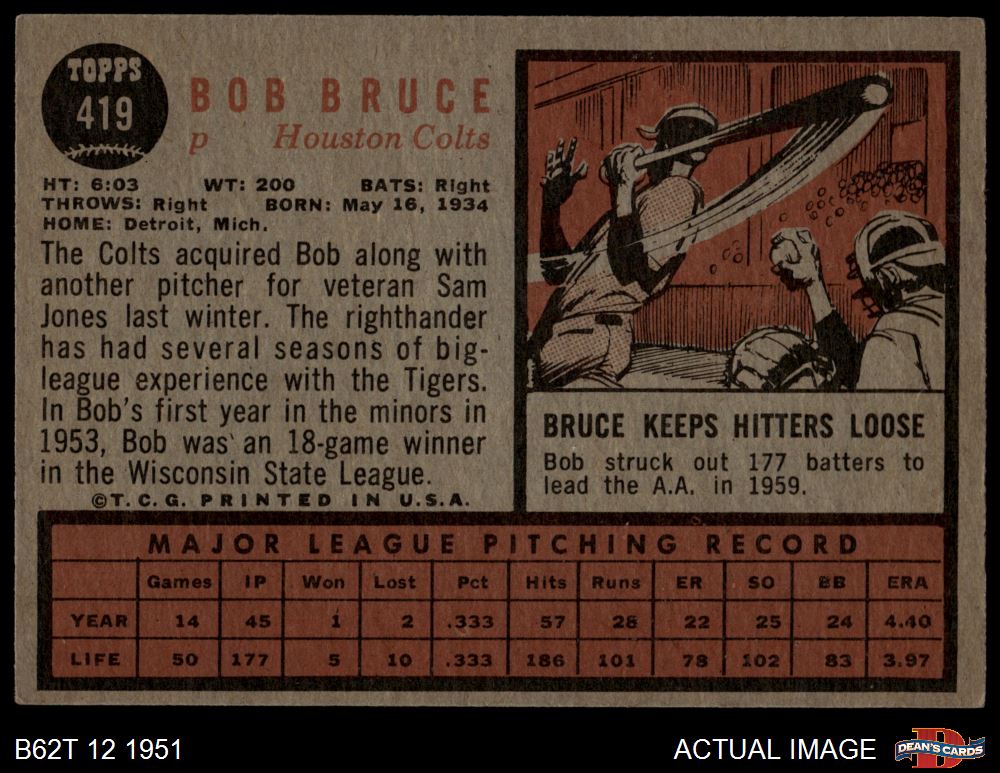 TOPPS
419
BOB BRUCE
p Houston Colts
HT: 6:03 WT: 200 BATS: Right
THROWS: Right BORN: May 16, 1934
HOME: Detroit, Mich.
The Colts acquired Bob along with
another pitcher for veteran Sam
Jones last winter. The righthander
has had several seasons of big-
league experience with the Tigers.
In Bob's first year in the minors in
1953, Bob was an 18-game winner
in the Wisconsin State League.
©T.C.G. PRINTED IN U.S.A.
BRUCE KEEPS HITTERS LOOSE
Bob struck out 177 batters to
lead the A.A. in 1959.
MAJOR LEAGUE PITCHING RECORD
Games IP Won Lost Pct Hits Runs ER SO BB ERA
YEAR 14 45 1 2 .333 57 28 22 25 24 4.40
LIFE 50 177 5 10 .333 186 101 78 102 83 3.97
B62T 12 1951
ACTUAL IMAGE
D
DEAN'S CARDS